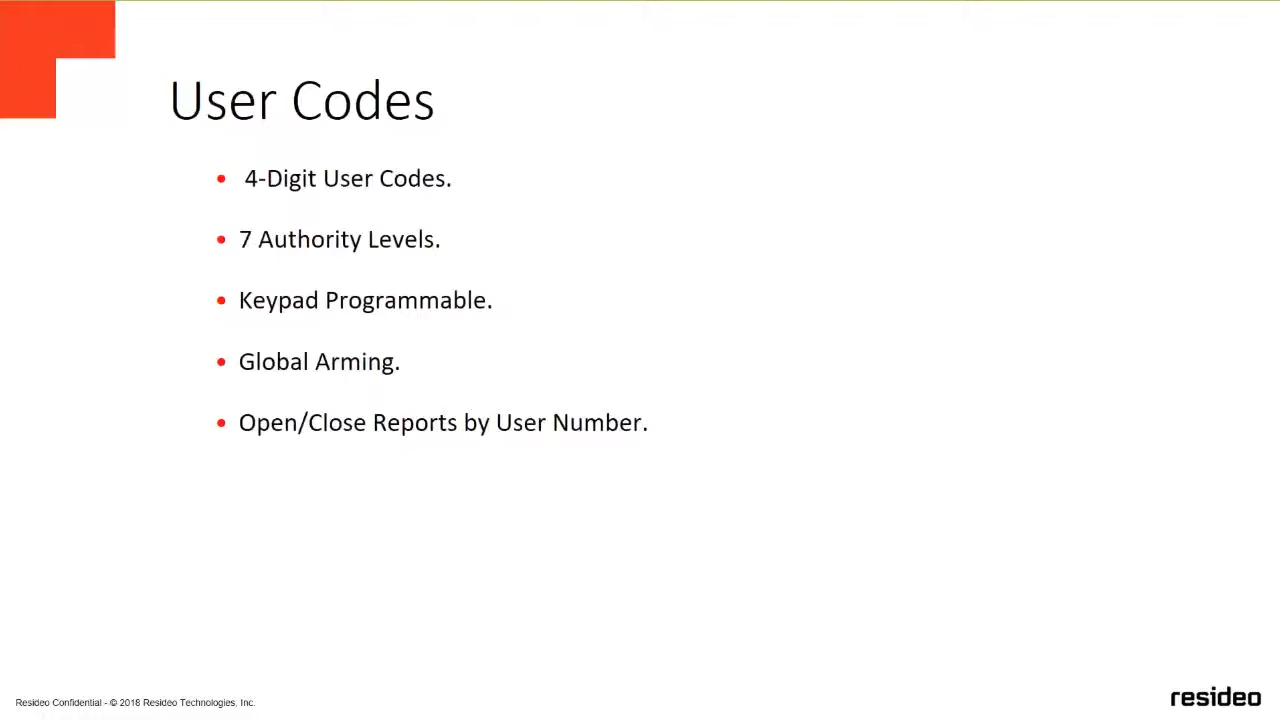 User Codes
• 4-Digit User Codes.
• 7 Authority Levels.
• Keypad Programmable.
• Global Arming.
• Open/Close Reports by User Number.
Resideo Confidential - © 2018 Resideo Technologies, Inc.
resideo